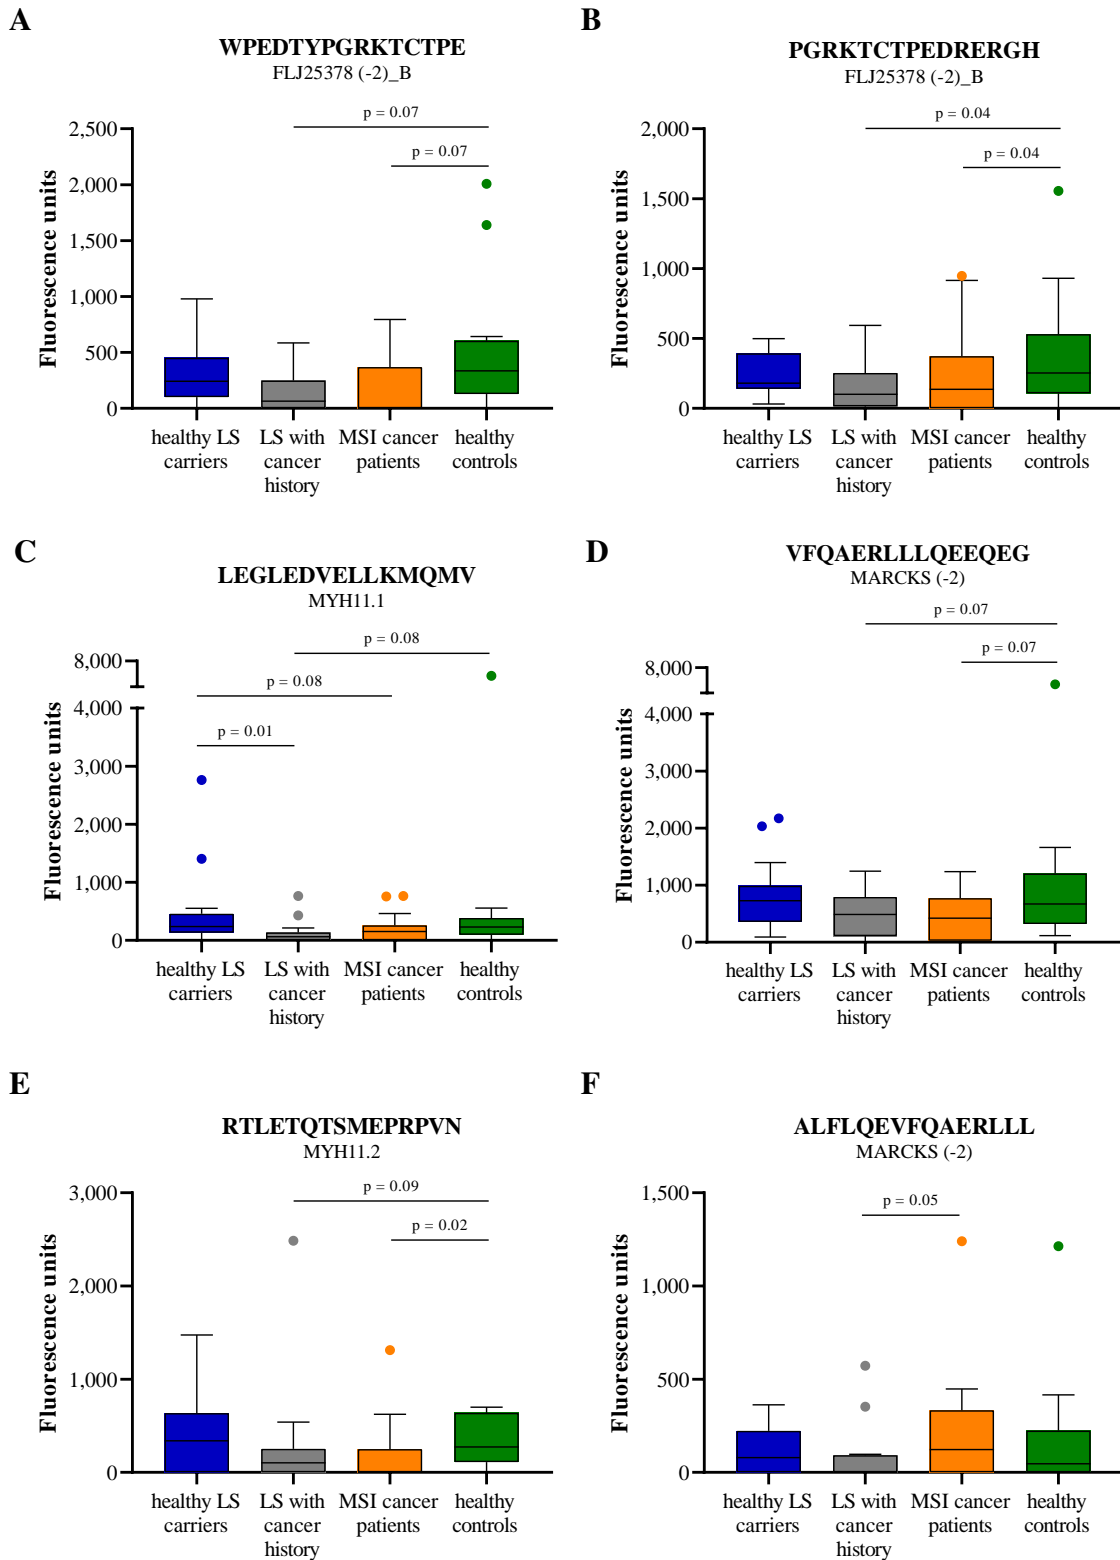 A
WPEDTYPGRKTCTPE
FLJ25378 (-2)_B
p = 0.07
p = 0.07
Fluorescence units
2,500
2,000
1,500
1,000
500
0
healthy LS
carriers
LS with
cancer
history
MSI cancer
patients
healthy
controls
B
PGRKTCTPEDRERGH
FLJ25378 (-2)_B
p = 0.04
p = 0.04
Fluorescence units
2,000
1,500
1,000
500
0
healthy LS
carriers
LS with
cancer
history
MSI cancer
patients
healthy
controls
C
LEGLEDVELLKMQMV
MYH11.1
p = 0.08
p = 0.08
p = 0.01
Fluorescence units
8,000
4,000
3,000
2,000
1,000
0
healthy LS
carriers
LS with
cancer
history
MSI cancer
patients
healthy
controls
D
VFQAERLLLQEEQEG
MARCKS (-2)
p = 0.07
p = 0.07
Fluorescence units
8,000
4,000
3,000
2,000
1,000
0
healthy LS
carriers
LS with
cancer
history
MSI cancer
patients
healthy
controls
E
RTLETQTSMEPRPVN
MYH11.2
p = 0.09
p = 0.02
Fluorescence units
3,000
2,000
1,000
0
healthy LS
carriers
LS with
cancer
history
MSI cancer
patients
healthy
controls
F
ALFLQEVFQAERLLL
MARCKS (-2)
p = 0.05
Fluorescence units
1,500
1,000
500
0
healthy LS
carriers
LS with
cancer
history
MSI cancer
patients
healthy
controls